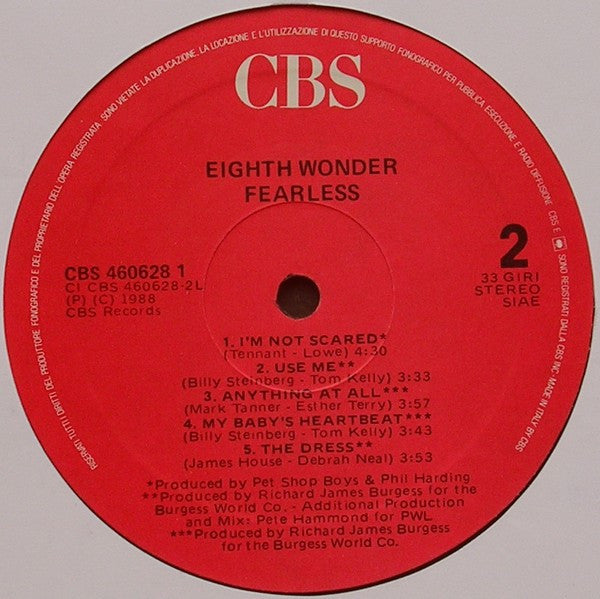 RISERVATI TUTTI I DIRITTI DEL PRODUTTORE FONOGRAFICO E DEL PROPRIETARIO DELL'OPERA REGISTRATA. SONO VIETATE LA DUPLICAZIONE, LA LOCAZIONE E L'UTILIZZAZIONE DI QUESTO SUPPORTO FONOGRAFICO PER PUBBLICA ESECUZIONE E RADIO DIFFUSIONE CBS E SONO REGISTRATI DALLA CBS INC. MADE IN ITALY BY CBS
CBS
EIGHTH WONDER
FEARLESS
2
33 GIRI
STEREO
SIAE
CBS 460628 1
CI CBS 460628-2L
(P) (C) 1988
CBS Records
1. I'M NOT SCARED*
(Tennant - Lowe) 4:30
2. USE ME**
(Billy Steinberg - Tom Kelly) 3:33
3. ANYTHING AT ALL***
(Mark Tanner - Esther Terry) 3:57
4. MY BABY'S HEARTBEAT***
(Billy Steinberg - Tom Kelly) 3:43
5. THE DRESS**
(James House - Debrah Neal) 3:53
*Produced by Pet Shop Boys & Phil Harding
**Produced by Richard James Burgess for the
Burgess World Co. - Additional Production
and Mix: Pete Hammond for PWL
***Produced by Richard James Burgess
for the Burgess World Co.